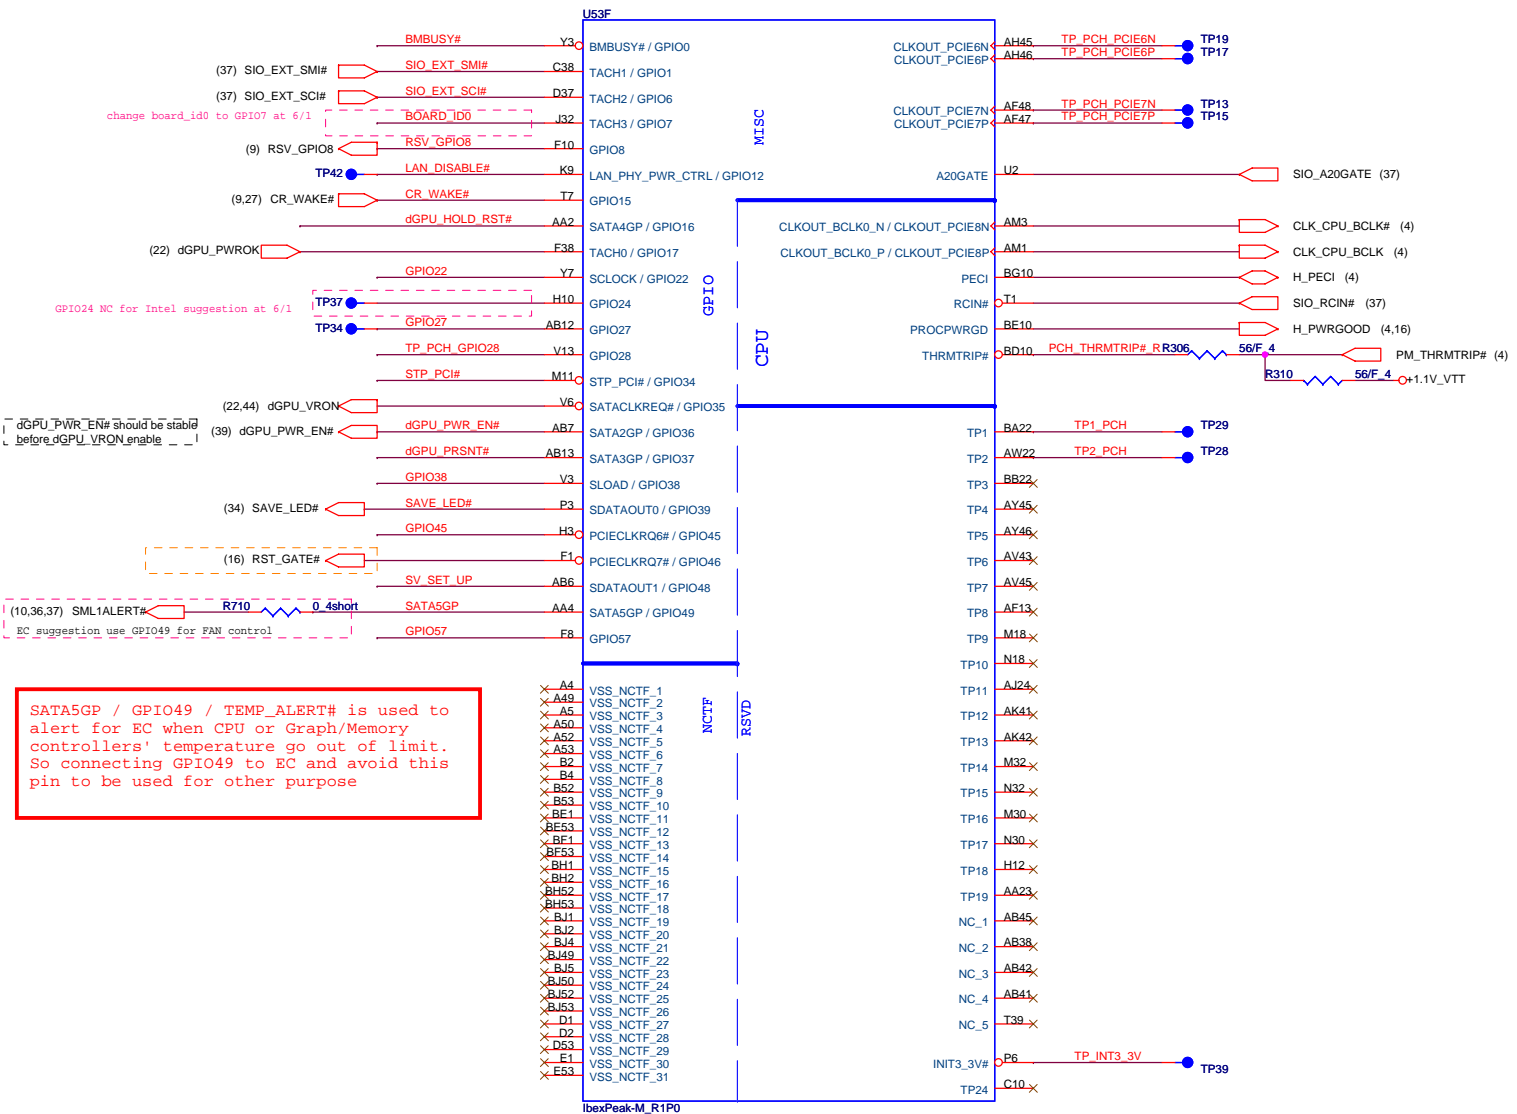 U53F
BMBUSY# Y3 BMBUSY# / GPIO0
(37) SIO_EXT_SMI# SIO_EXT_SMI# C38 TACH1 / GPIO1
(37) SIO_EXT_SCI# SIO_EXT_SCI# D37 TACH2 / GPIO6
change board_id0 to GPIO7 at 6/1 BOARD_ID0 J32 TACH3 / GPIO7
(9) RSV_GPIO8 RSV_GPIO8 F10 GPIO8
TP42 LAN_DISABLE# K9 LAN_PHY_PWR_CTRL / GPIO12
(9,27) CR_WAKE# CR_WAKE# T7 GPIO15
dGPU_HOLD_RST# AA2 SATA4GP / GPIO16
(22) dGPU_PWROK F38 TACH0 / GPIO17
GPIO22 Y7 SCLOCK / GPIO22
GPIO24 NC for Intel suggestion at 6/1 TP37 H10 GPIO24
TP34 GPIO27 AB12 GPIO27
TP_PCH_GPIO28 V13 GPIO28
STP_PCI# M11 STP_PCI# / GPIO34
(22,44) dGPU_VRON V6 SATACLKREQ# / GPIO35
dGPU_PWR_EN# should be stable
before dGPU_VRON enable
(39) dGPU_PWR_EN# dGPU_PWR_EN# AB7 SATA2GP / GPIO36
dGPU_PRSNT# AB13 SATA3GP / GPIO37
GPIO38 V3 SLOAD / GPIO38
(34) SAVE_LED# SAVE_LED# P3 SDATAOUT0 / GPIO39
GPIO45 H3 PCIECLKRQ6# / GPIO45
(16) RST_GATE# F1 PCIECLKRQ7# / GPIO46
SV_SET_UP AB6 SDATAOUT1 / GPIO48
(10,36,37) SML1ALERT# R710 0_4short SATA5GP AA4 SATA5GP / GPIO49
EC suggestion use GPIO49 for FAN control
GPIO57 F8 GPIO57
SATA5GP / GPIO49 / TEMP_ALERT# is used to
alert for EC when CPU or Graph/Memory
controllers' temperature go out of limit.
So connecting GPIO49 to EC and avoid this
pin to be used for other purpose
A4 VSS_NCTF_1
A49 VSS_NCTF_2
A5 VSS_NCTF_3
A50 VSS_NCTF_4
A52 VSS_NCTF_5
A53 VSS_NCTF_6
B2 VSS_NCTF_7
B4 VSS_NCTF_8
B52 VSS_NCTF_9
B53 VSS_NCTF_10
BE1 VSS_NCTF_11
BE53 VSS_NCTF_12
BF1 VSS_NCTF_13
BF53 VSS_NCTF_14
BH1 VSS_NCTF_15
BH2 VSS_NCTF_16
BH52 VSS_NCTF_17
BH53 VSS_NCTF_18
BJ1 VSS_NCTF_19
BJ2 VSS_NCTF_20
BJ4 VSS_NCTF_21
BJ49 VSS_NCTF_22
BJ5 VSS_NCTF_23
BJ50 VSS_NCTF_24
BJ52 VSS_NCTF_25
BJ53 VSS_NCTF_26
D1 VSS_NCTF_27
D2 VSS_NCTF_28
D53 VSS_NCTF_29
E1 VSS_NCTF_30
E53 VSS_NCTF_31
MISC
GPIO
CPU
NCTF
RSVD
CLKOUT_PCIE6N AH45 TP_PCH_PCIE6N TP19
CLKOUT_PCIE6P AH46 TP_PCH_PCIE6P TP17
CLKOUT_PCIE7N AF48 TP_PCH_PCIE7N TP13
CLKOUT_PCIE7P AF47 TP_PCH_PCIE7P TP15
A20GATE U2 SIO_A20GATE (37)
CLKOUT_BCLK0_N / CLKOUT_PCIE8N AM3 CLK_CPU_BCLK# (4)
CLKOUT_BCLK0_P / CLKOUT_PCIE8P AM1 CLK_CPU_BCLK (4)
PECI BG10 H_PECI (4)
RCIN# T1 SIO_RCIN# (37)
PROCPWRGD BE10 H_PWRGOOD (4,16)
THRMTRIP# BD10 PCH_THRMTRIP#_R R306 56/F_4 PM_THRMTRIP# (4)
R310 56/F_4 +1.1V_VTT
TP1 BA22 TP1_PCH TP29
TP2 AW22 TP2_PCH TP28
TP3 BB22
TP4 AY45
TP5 AY46
TP6 AV43
TP7 AV45
TP8 AF13
TP9 M18
TP10 N18
TP11 AJ24
TP12 AK41
TP13 AK42
TP14 M32
TP15 N32
TP16 M30
TP17 N30
TP18 H12
TP19 AA23
NC_1 AB45
NC_2 AB38
NC_3 AB42
NC_4 AB41
NC_5 T39
INIT3_3V# P6 TP_INT3_3V TP39
TP24 C10
IbexPeak-M_R1P0